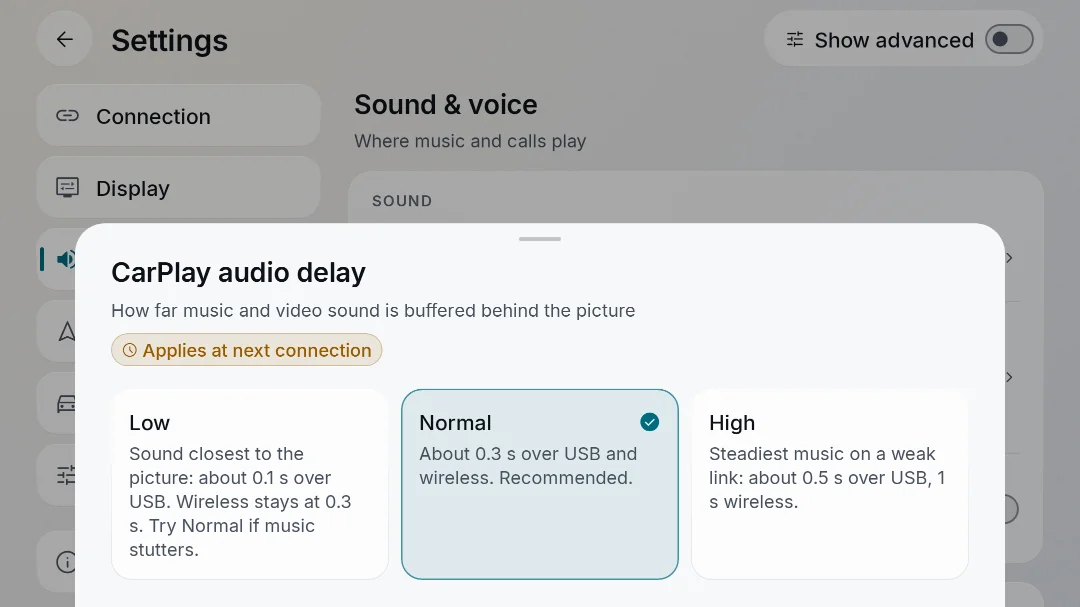 Settings
Show advanced
Connection
Display
Sound & voice
Where music and calls play
SOUND
CarPlay audio delay
How far music and video sound is buffered behind the picture
Applies at next connection
Low
Sound closest to the
picture: about 0.1 s over
USB. Wireless stays at 0.3
s. Try Normal if music
stutters.
Normal
About 0.3 s over USB and
wireless. Recommended.
High
Steadiest music on a weak
link: about 0.5 s over USB, 1
s wireless.